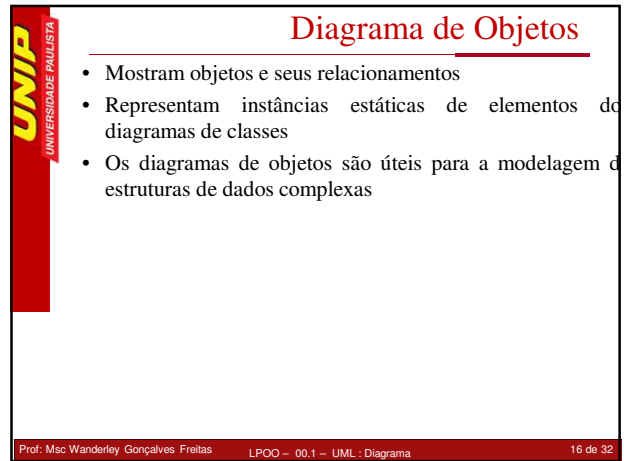 Diagrama de Objetos
UNIP
UNIVERSIDADE PAULISTA
• Mostram objetos e seus relacionamentos
• Representam instâncias estáticas de elementos do
diagramas de classes
• Os diagramas de objetos são úteis para a modelagem d
estruturas de dados complexas
Prof: Msc Wanderley Gonçalves Freitas
LPOO – 00.1 – UML : Diagrama
16 de 32